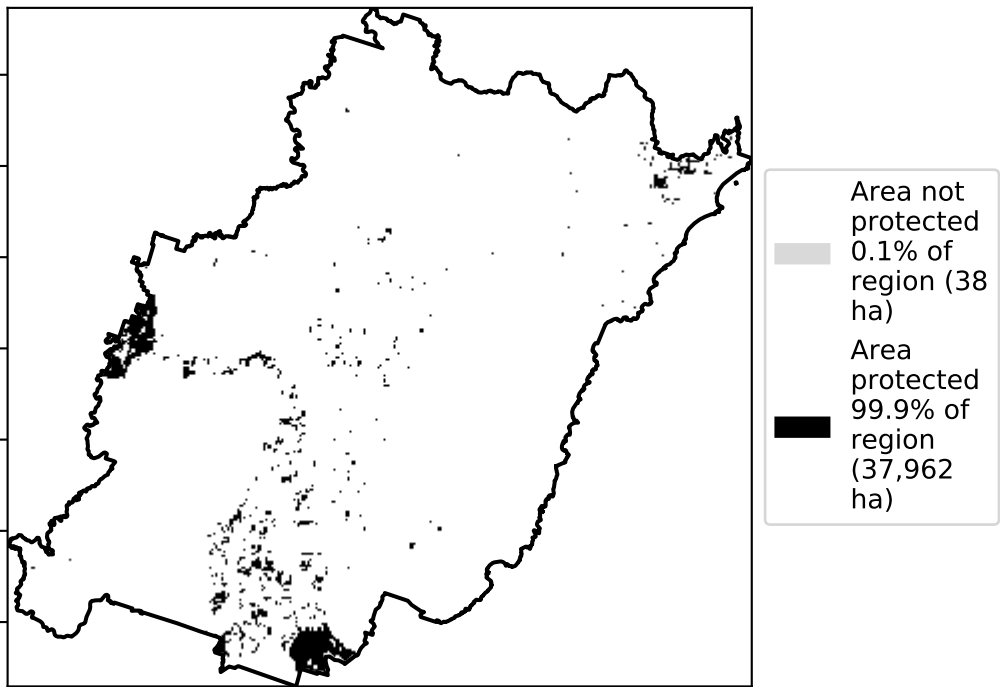 Area not
protected
0.1% of
region (38
ha)
Area
protected
99.9% of
region
(37,962
ha)